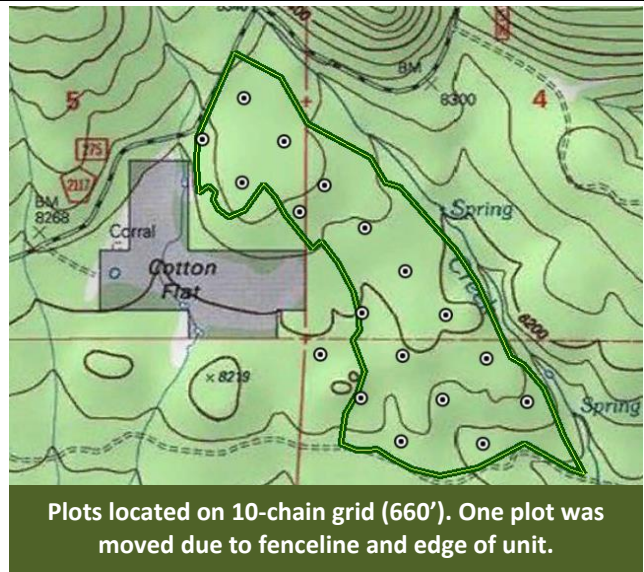 5
BM
8300
4
275
2117
BM
8268
Corral
Cotton
Flat
Spring
Creek
8200
×8219
Spring
Plots located on 10-chain grid (660’). One plot was
moved due to fenceline and edge of unit.